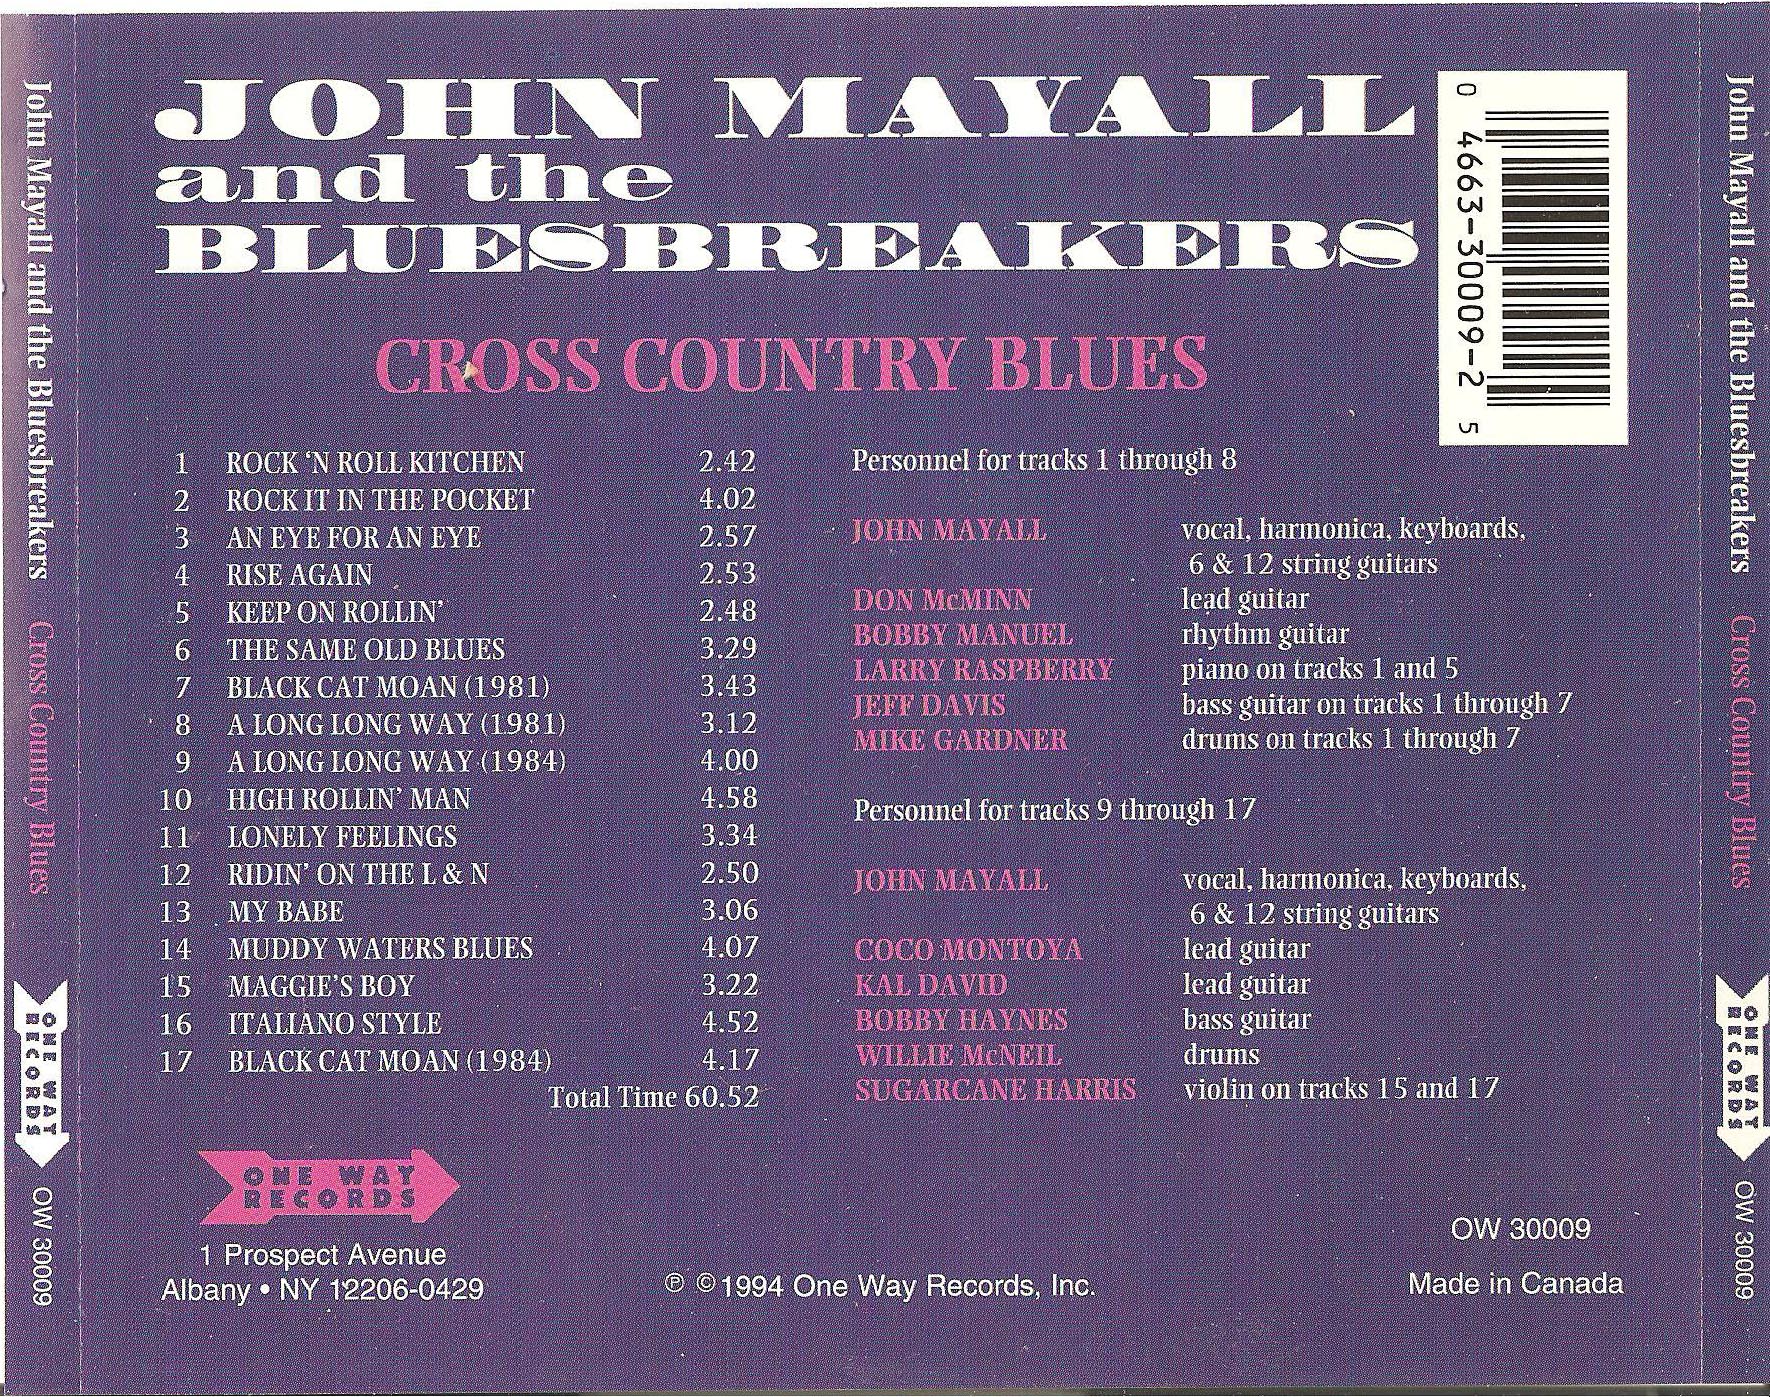 John Mayall and the Bluesbreakers Cross Country Blues
ONE WAY
RECORDS
OW 30009
JOHN MAYALL
and the
BLUESBREAKERS
CROSS COUNTRY BLUES
0 4663-30009-2 5
1 ROCK ‘N ROLL KITCHEN 2.42
2 ROCK IT IN THE POCKET 4.02
3 AN EYE FOR AN EYE 2.57
4 RISE AGAIN 2.53
5 KEEP ON ROLLIN’ 2.48
6 THE SAME OLD BLUES 3.29
7 BLACK CAT MOAN (1981) 3.43
8 A LONG LONG WAY (1981) 3.12
9 A LONG LONG WAY (1984) 4.00
10 HIGH ROLLIN’ MAN 4.58
11 LONELY FEELINGS 3.34
12 RIDIN’ ON THE L & N 2.50
13 MY BABE 3.06
14 MUDDY WATERS BLUES 4.07
15 MAGGIE’S BOY 3.22
16 ITALIANO STYLE 4.52
17 BLACK CAT MOAN (1984) 4.17
Total Time 60.52
Personnel for tracks 1 through 8
JOHN MAYALL vocal, harmonica, keyboards,
6 & 12 string guitars
DON McMINN lead guitar
BOBBY MANUEL rhythm guitar
LARRY RASPBERRY piano on tracks 1 and 5
JEFF DAVIS bass guitar on tracks 1 through 7
MIKE GARDNER drums on tracks 1 through 7
Personnel for tracks 9 through 17
JOHN MAYALL vocal, harmonica, keyboards,
6 & 12 string guitars
COCO MONTOYA lead guitar
KAL DAVID lead guitar
BOBBY HAYNES bass guitar
WILLIE McNEIL drums
SUGARCANE HARRIS violin on tracks 15 and 17
ONE WAY
RECORDS
1 Prospect Avenue
Albany • NY 12206-0429
℗ ©1994 One Way Records, Inc.
OW 30009
Made in Canada
John Mayall and the Bluesbreakers Cross Country Blues
ONE WAY
RECORDS
OW 30009